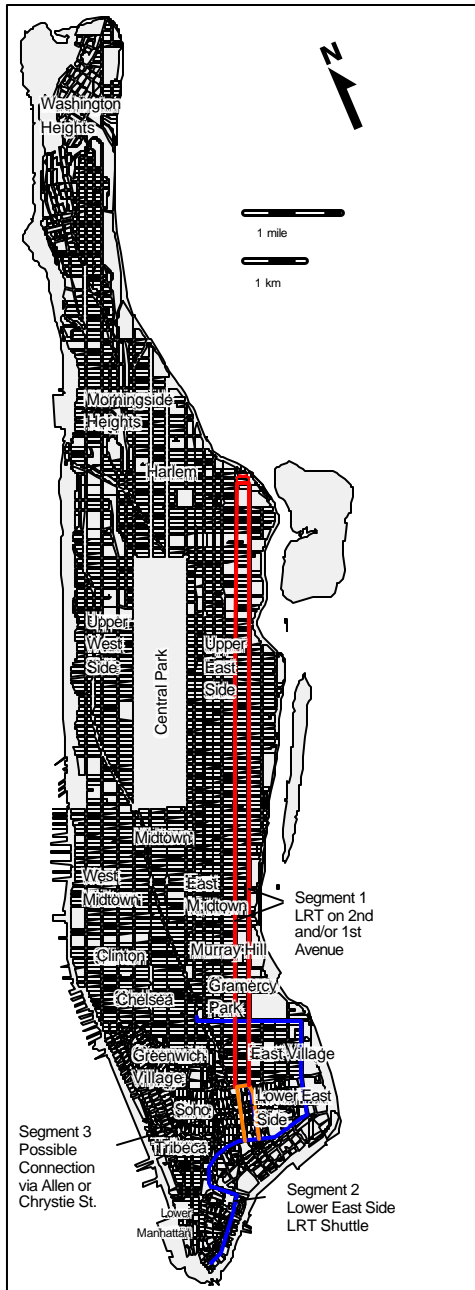 N
Washington
Heights
1 mile
1 km
Morningside
Heights
Harlem
Upper
West
Side
Central Park
Upper
East
Side
Midtown
West
Midtown
East
Midtown
Segment 1
LRT on 2nd
and/or 1st
Avenue
Murray Hill
Clinton
Gramercy
Park
Chelsea
Greenwich
Village
East Village
Soho
Lower East
Side
Tribeca
Segment 3
Possible
Connection
via Allen or
Chrystie St.
Segment 2
Lower East Side
LRT Shuttle
Lower
Manhattan